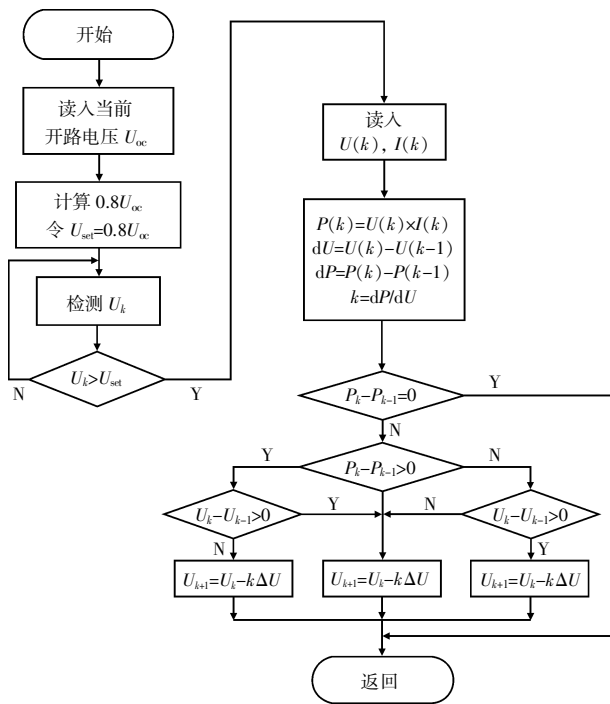 开始
读入当前
开路电压 Uoc
计算 0.8Uoc
令 Uset=0.8Uoc
检测 Uk
Uk>Uset
N
Y
读入
U(k), I(k)
P(k)=U(k)×I(k)
dU=U(k)-U(k-1)
dP=P(k)-P(k-1)
k=dP/dU
Pk-Pk-1=0
Y
N
Pk-Pk-1>0
Y
N
Uk-Uk-1>0
Y
N
Uk-Uk-1>0
N
Y
Uk+1=Uk-kΔU
Uk+1=Uk-kΔU
Uk+1=Uk-kΔU
返回